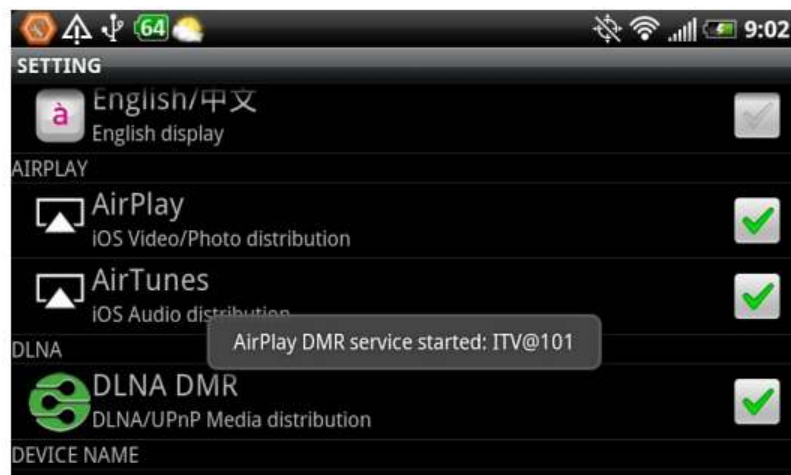 64
9:02
SETTING
à
English/中文
English display
AIRPLAY
AirPlay
iOS Video/Photo distribution
AirTunes
iOS Audio distribution
AirPlay DMR service started: ITV@101
DLNA
DLNA DMR
DLNA/UPnP Media distribution
DEVICE NAME